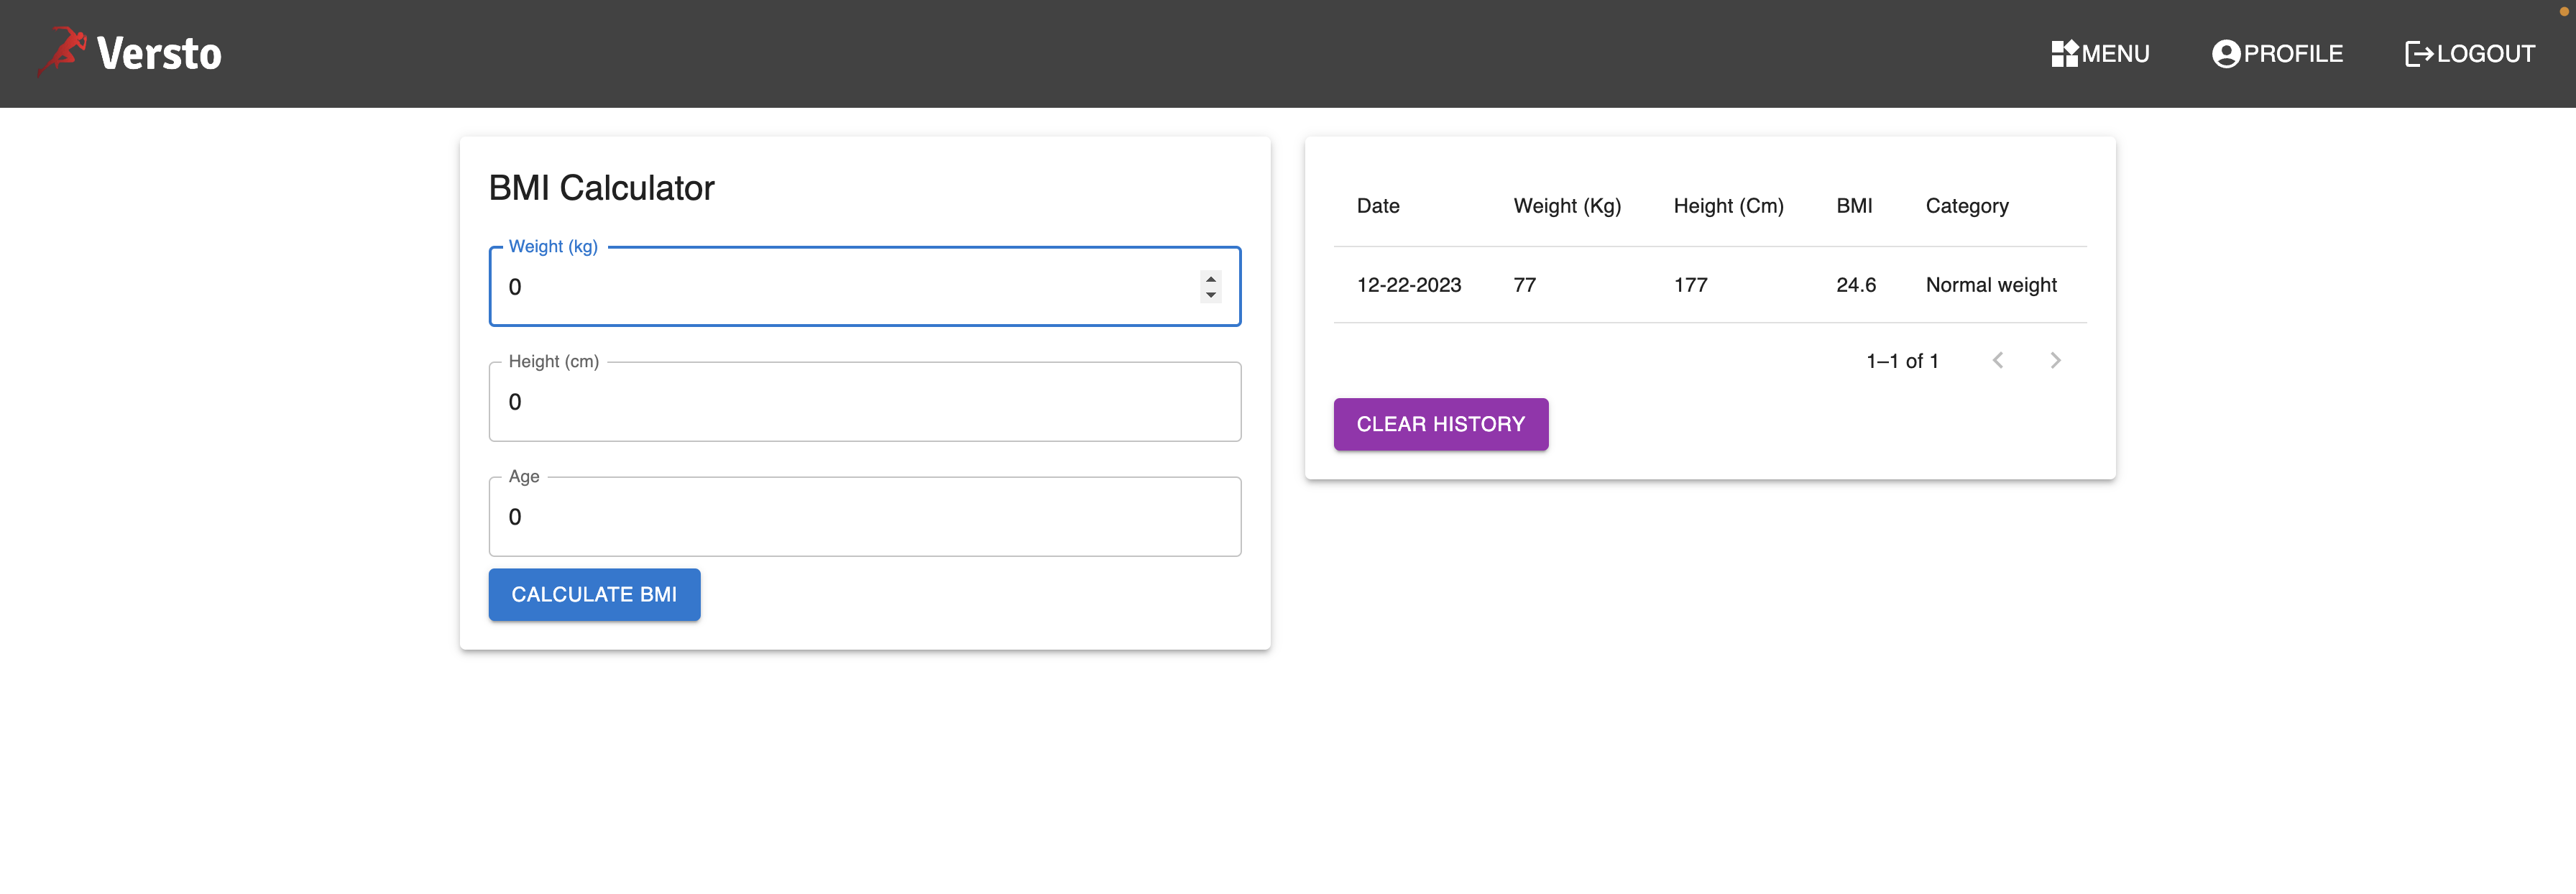 Versto
MENU
PROFILE
LOGOUT
BMI Calculator
Weight (kg)
0
Height (cm)
0
Age
0
CALCULATE BMI
Date Weight (Kg) Height (Cm) BMI Category
12-22-2023 77 177 24.6 Normal weight
1–1 of 1
CLEAR HISTORY